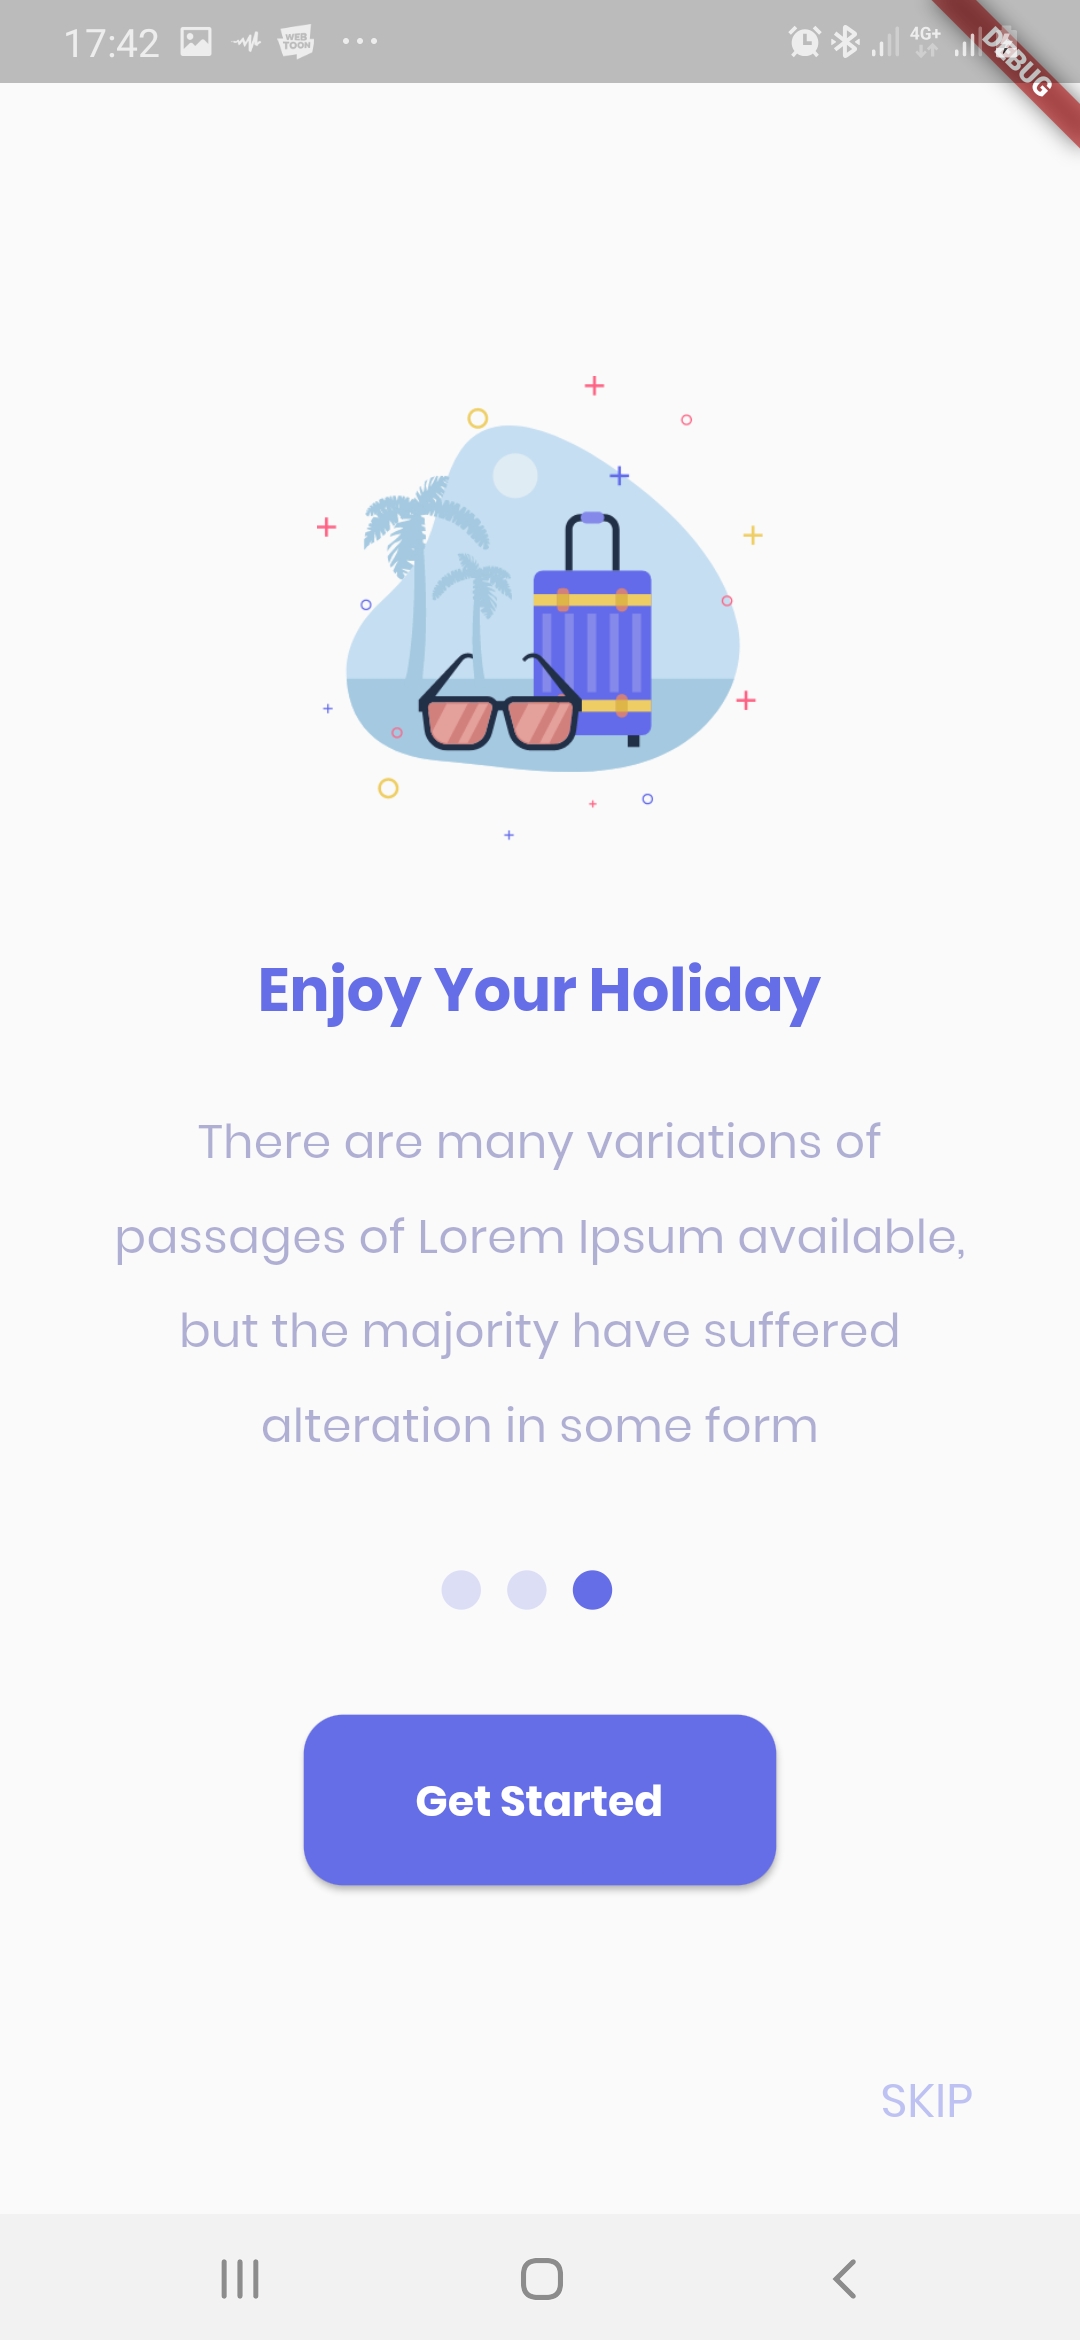 17:42
WEB
TOON
4G+
DEBUG
Enjoy Your Holiday
There are many variations of
passages of Lorem Ipsum available,
but the majority have suffered
alteration in some form
Get Started
SKIP